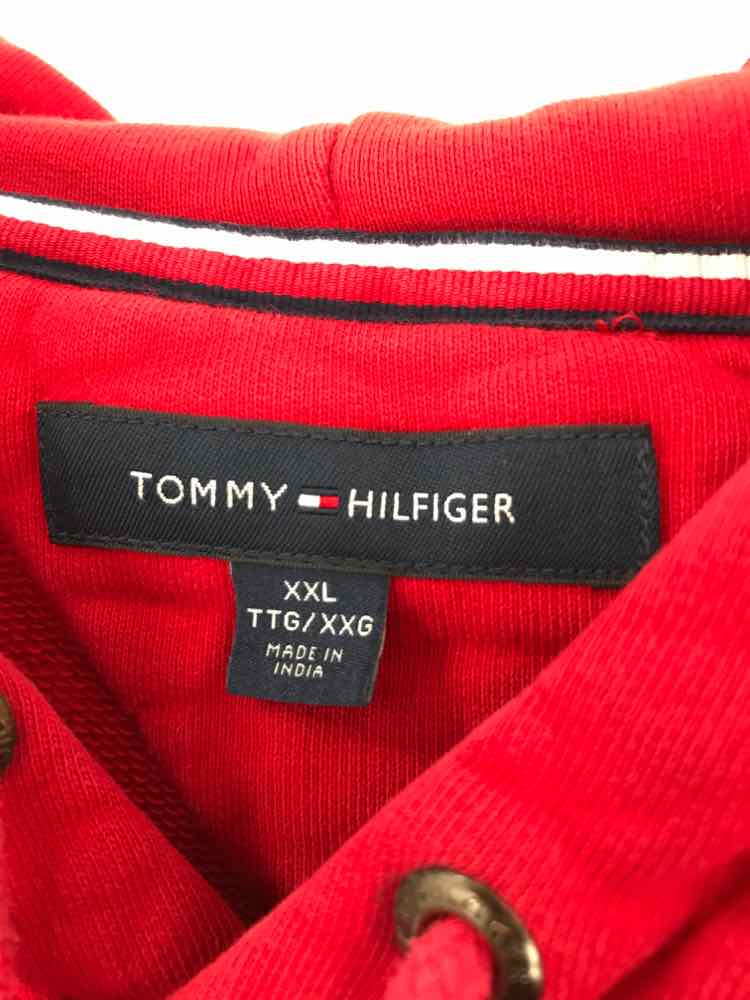 TOMMY HILFIGER
XXL
TTG/XXG
MADE IN
INDIA